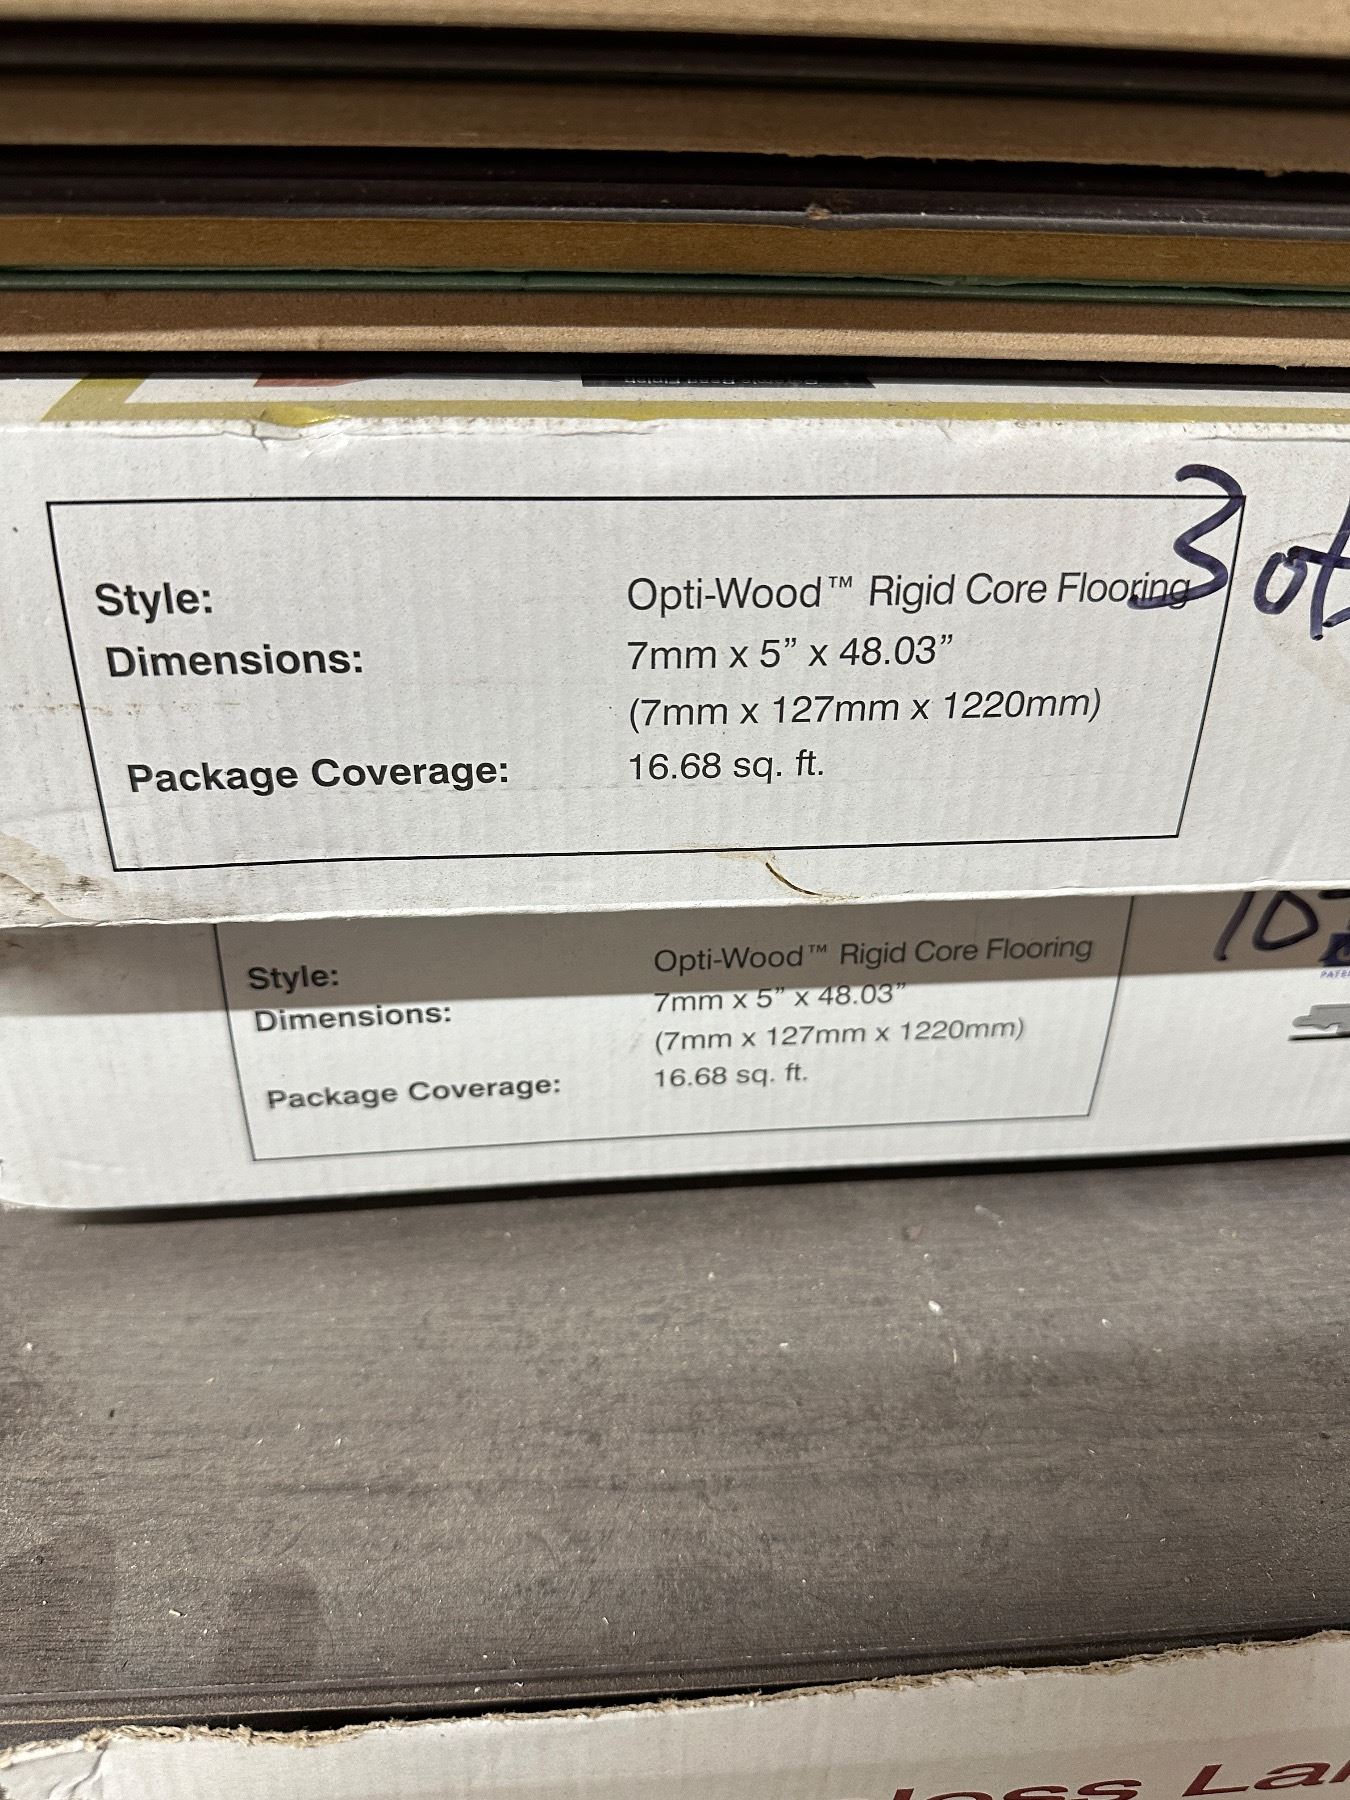 Style: Opti-Wood™ Rigid Core Flooring
Dimensions: 7mm x 5” x 48.03”
(7mm x 127mm x 1220mm)
Package Coverage: 16.68 sq. ft.
3 of
Style: Opti-Wood™ Rigid Core Flooring
Dimensions: 7mm x 5” x 48.03”
(7mm x 127mm x 1220mm)
Package Coverage: 16.68 sq. ft.